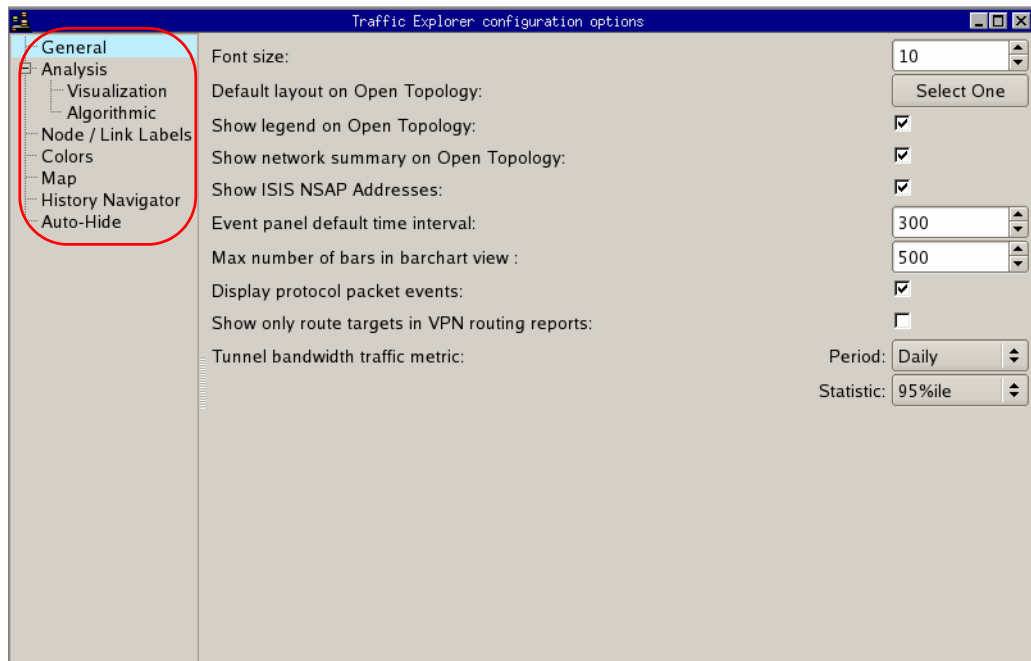 Traffic Explorer configuration options
General
Analysis
Visualization
Algorithmic
Node / Link Labels
Colors
Map
History Navigator
Auto-Hide
Font size: 10
Default layout on Open Topology: Select One
Show legend on Open Topology:
Show network summary on Open Topology:
Show ISIS NSAP Addresses:
Event panel default time interval: 300
Max number of bars in barchart view : 500
Display protocol packet events:
Show only route targets in VPN routing reports:
Tunnel bandwidth traffic metric: Period: Daily
Statistic: 95%ile